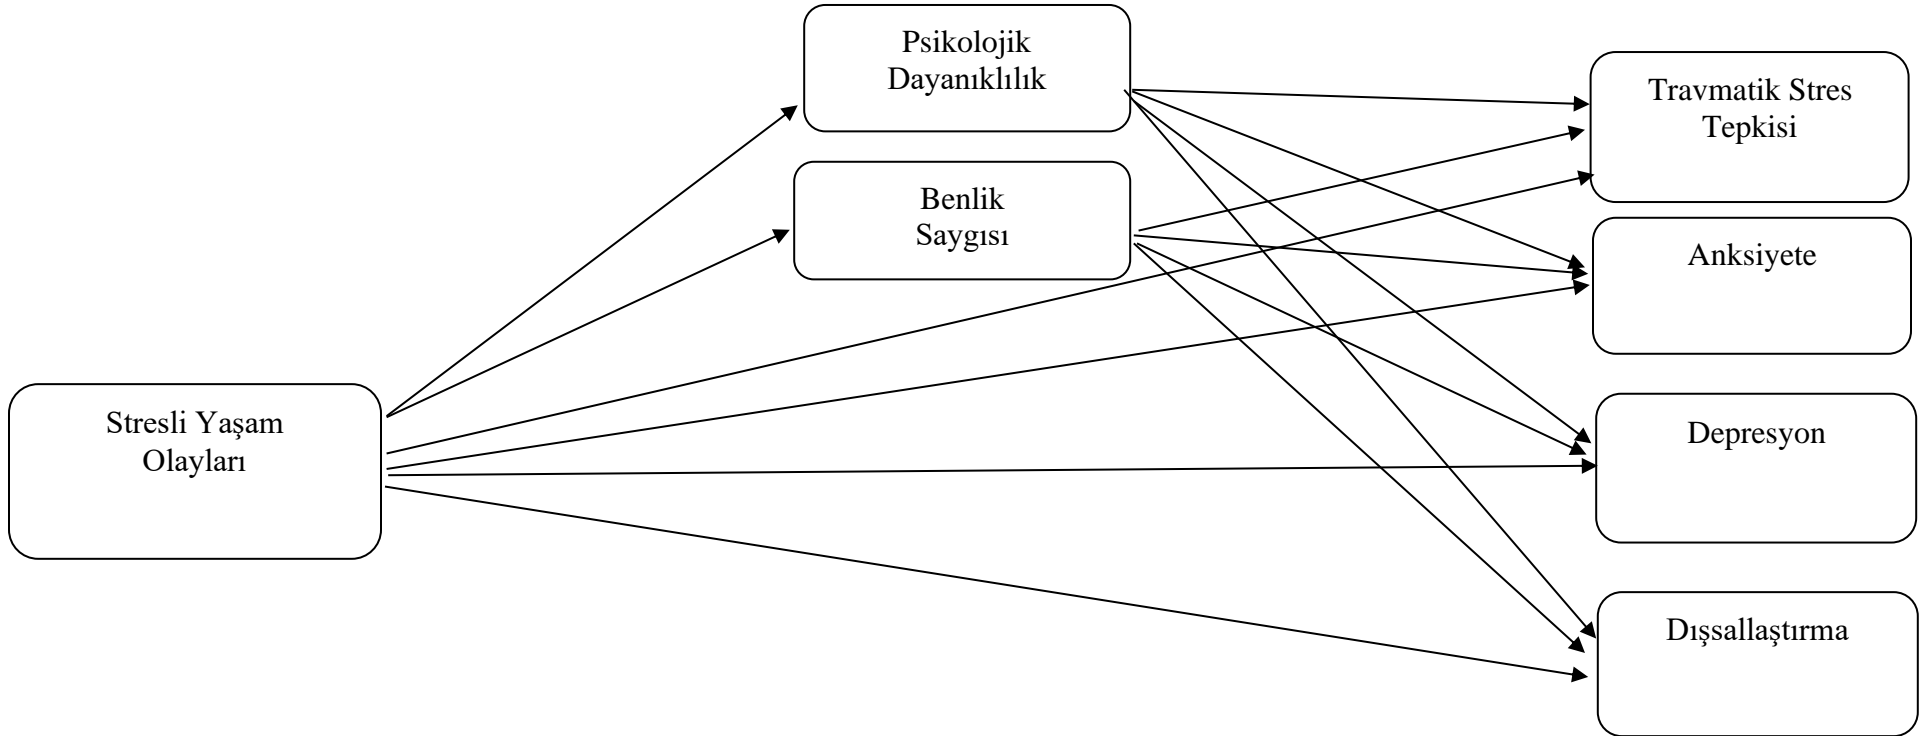 Psikolojik
Dayanıklılık
Travmatik Stres
Tepkisi
Benlik
Saygısı
Anksiyete
Stresli Yaşam
Olayları
Depresyon
Dışsallaştırma